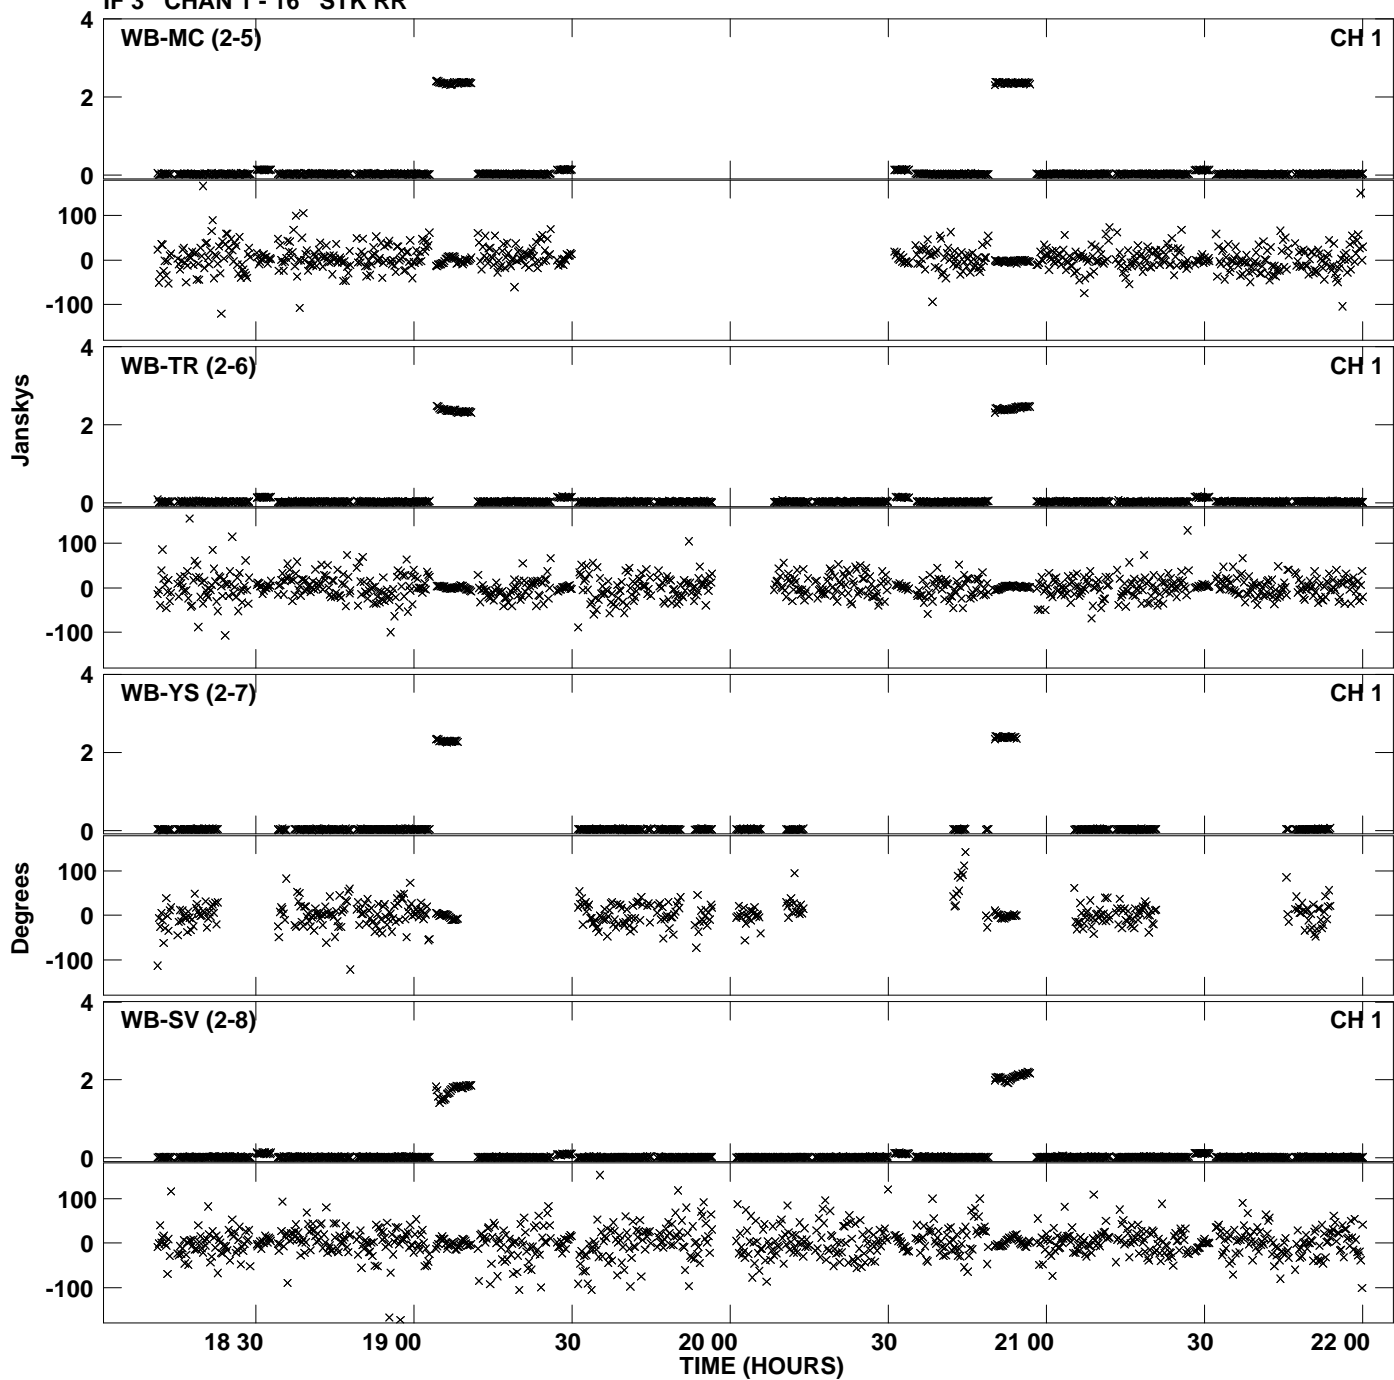 IF 3 CHAN 1 - 16 STK RR
4
WB-MC (2-5) CH 1
2
0
100
0
-100
4
WB-TR (2-6) CH 1
2
0
100
0
-100
4
WB-YS (2-7) CH 1
2
0
100
0
-100
4
WB-SV (2-8) CH 1
2
0
100
0
-100
Janskys
Degrees
18 30 19 00 30 20 00 30 21 00 30 22 00
TIME (HOURS)